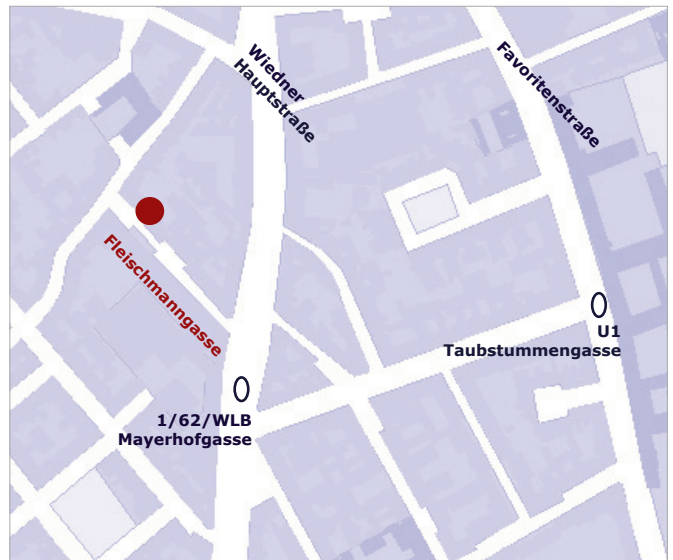 Wiedner
Hauptstraße
Favoritenstraße
Fleischmanngasse
U1
Taubstummengasse
1/62/WLB
Mayerhofgasse